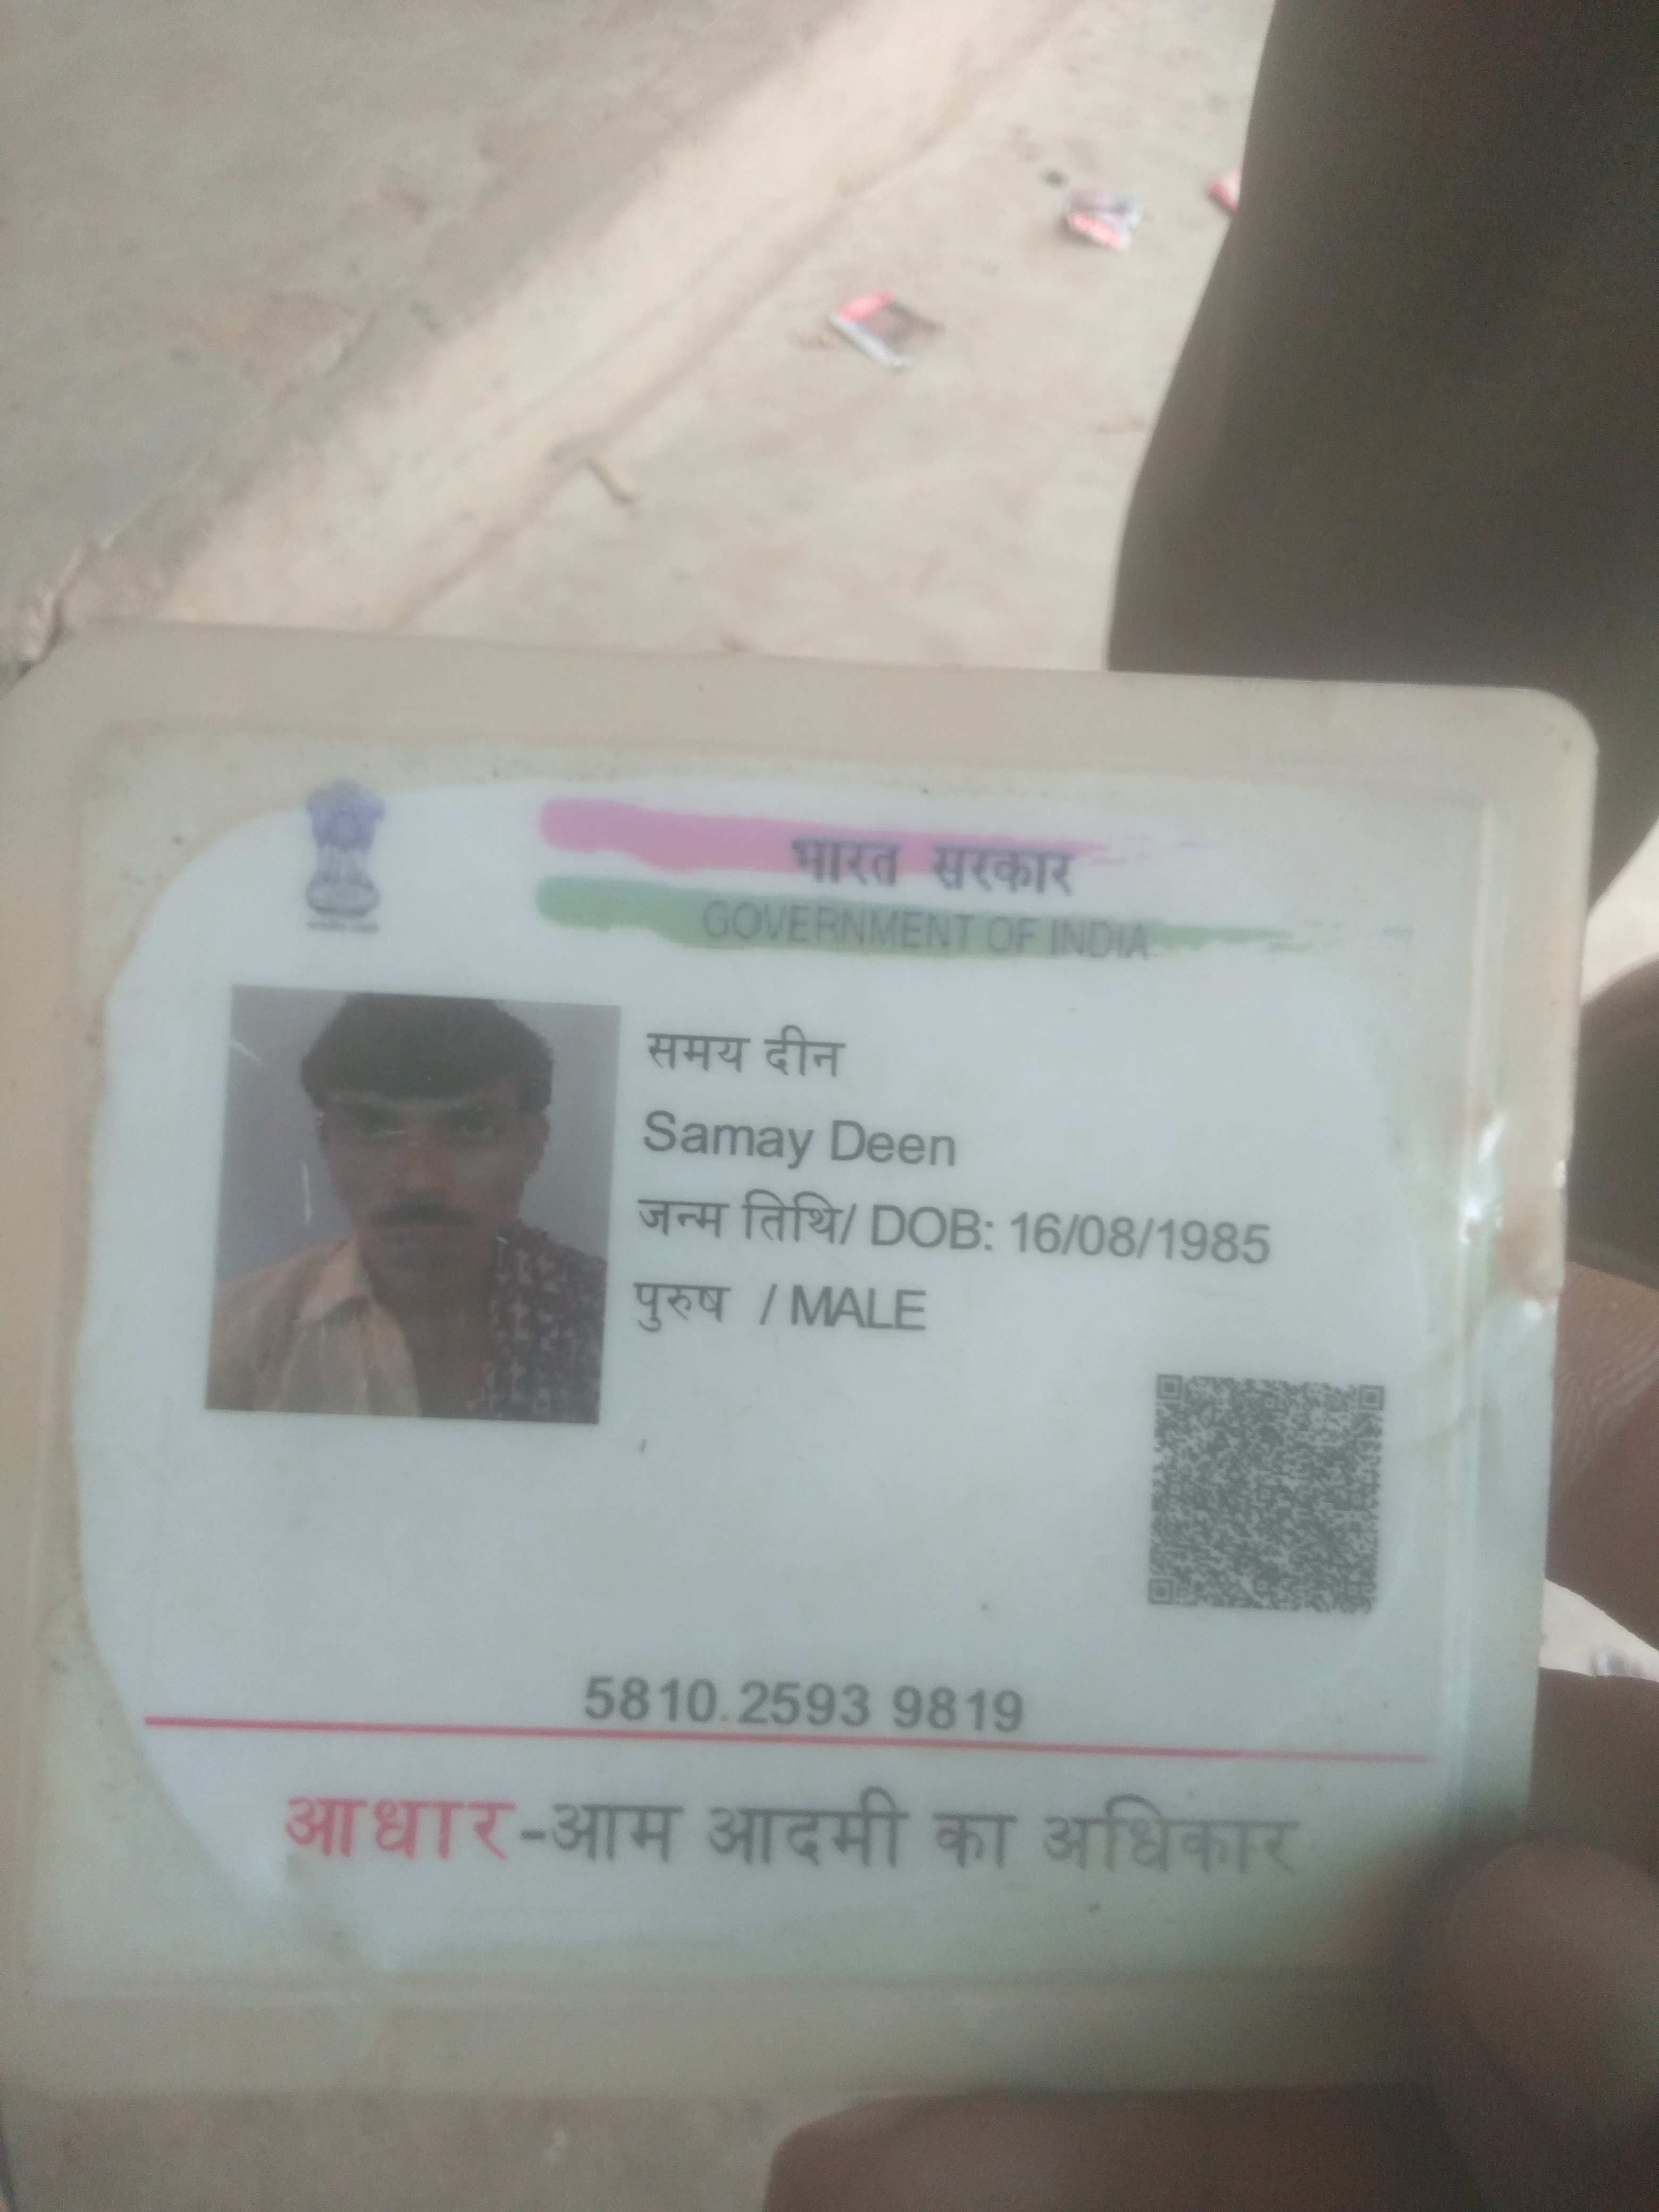 भारत सरकार
GOVERNMENT OF INDIA
समय दीन
Samay Deen
जन्म तिथि/ DOB: 16/08/1985
पुरुष / MALE
5810 2593 9819
आधार-आम आदमी का अधिकार